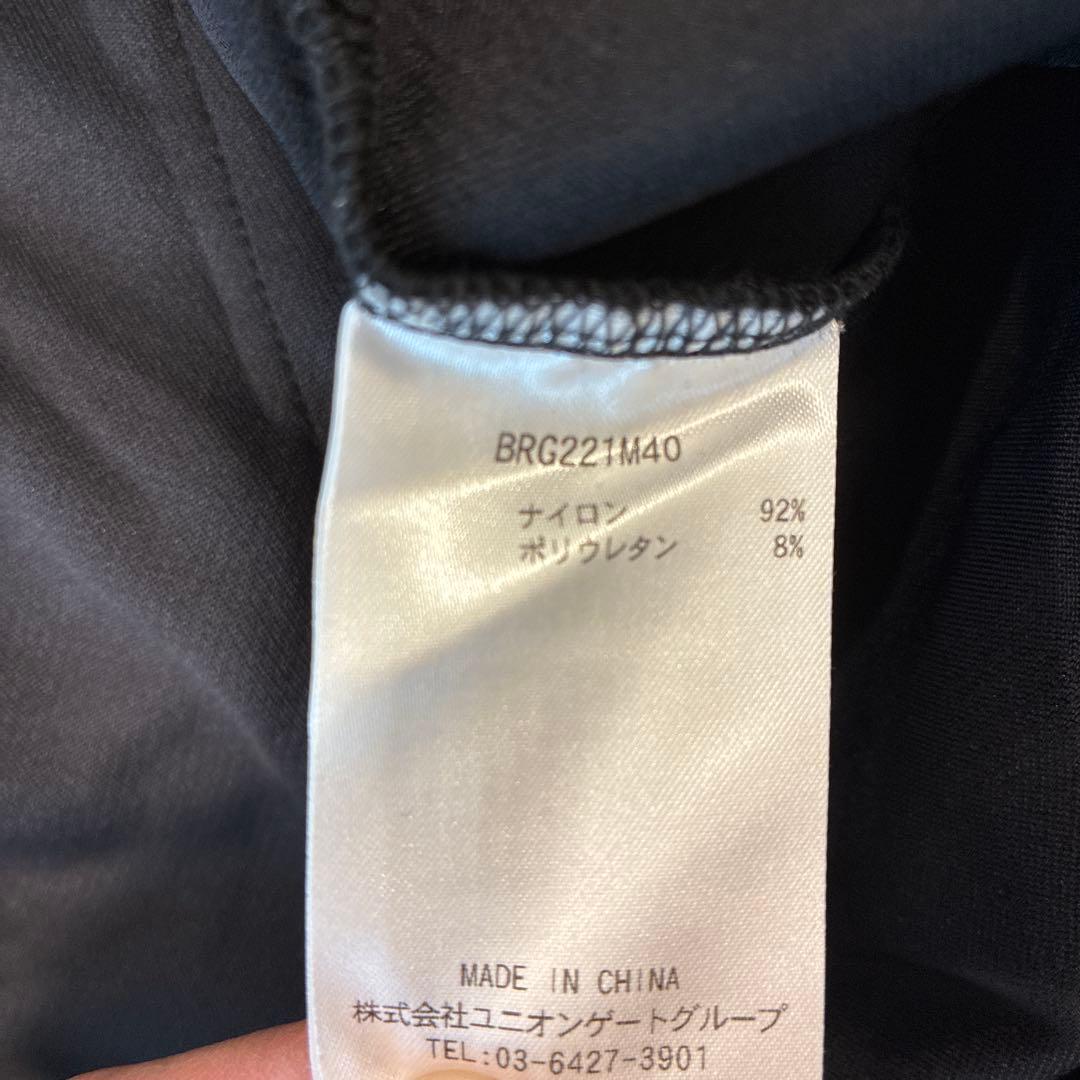 BRG221M40
ナイロン 92%
ポリウレタン 8%
MADE IN CHINA
株式会社ユニオンゲートグループ
TEL:03-6427-3901